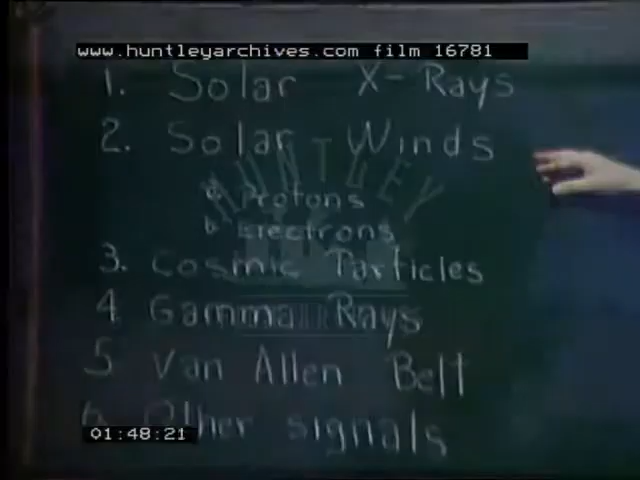 www.huntleyarchives.com film 16781
1. Solar X-Rays
2. Solar Winds
HUNTLEY
a Protons
b Electrons
3. Cosmic Particles
4 Gamma Rays
5 Van Allen Belt
6 Other signals
01:48:21